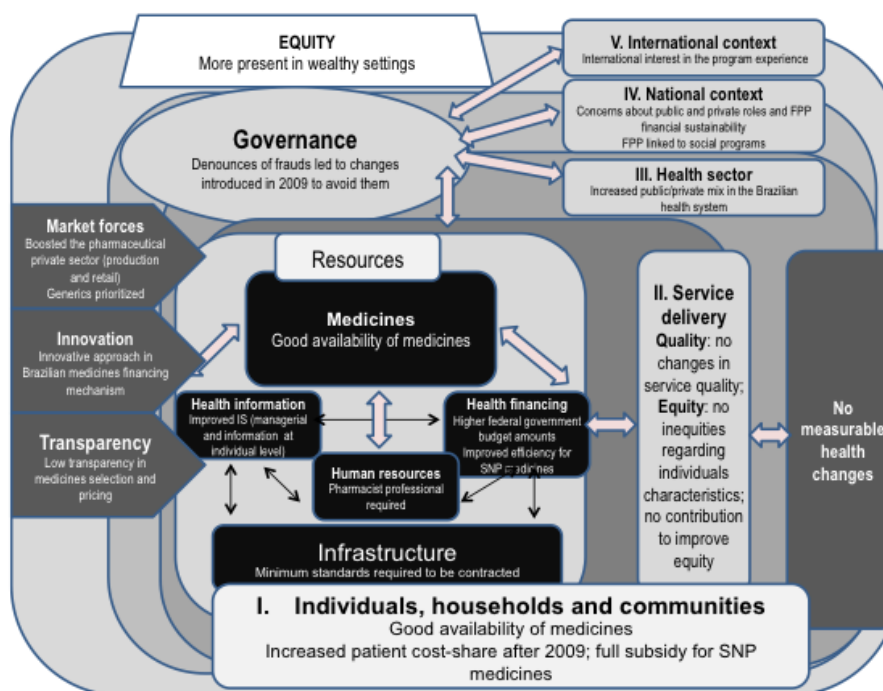 EQUITY
More present in wealthy settings
V. International context
International interest in the program experience
IV. National context
Concerns about public and private roles and FPP
financial sustainability
FPP linked to social programs
III. Health sector
Increased public/private mix in the Brazilian
health system
Governance
Denounces of frauds led to changes
introduced in 2009 to avoid them
Market forces
Boosted the pharmaceutical
private sector (production
and retail)
Generics prioritized
Innovation
Innovative approach in
Brazilian medicines financing
mechanism
Transparency
Low transparency in
medicines selection and
pricing
Resources
Medicines
Good availability of medicines
Health information
Improved IS (managerial
and information at
individual level)
Health financing
Higher federal government
budget amounts
Improved efficiency for
SNP medicines
Human resources
Pharmacist professional
required
Infrastructure
Minimum standards required to be contracted
II. Service
delivery
Quality: no
changes in
service quality;
Equity: no
inequities
regarding
individuals
characteristics;
no contribution
to improve
equity
No
measurable
health
changes
I. Individuals, households and communities
Good availability of medicines
Increased patient cost-share after 2009; full subsidy for SNP
medicines